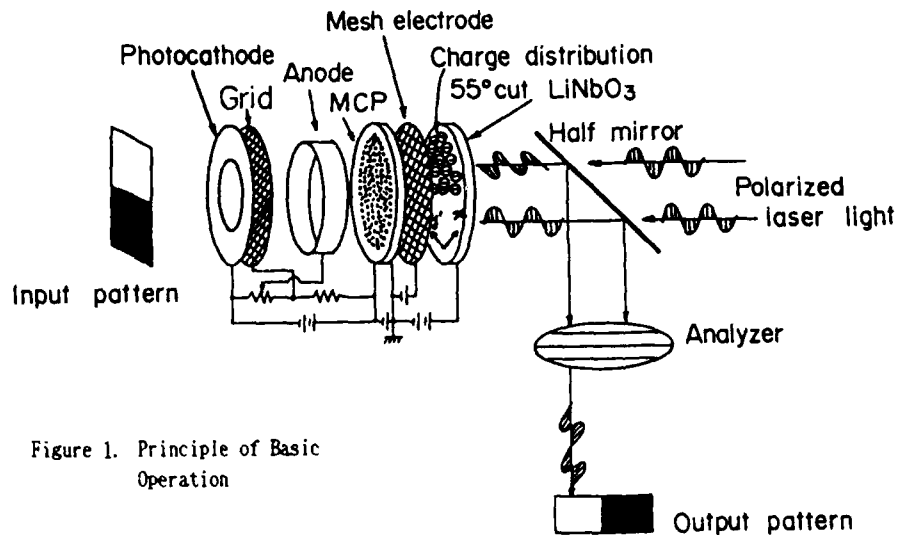 Mesh electrode
Photocathode
Charge distribution
Anode
55° cut LiNbO₃
MCP
Grid
Half mirror
Polarized
laser light
Input pattern
Analyzer
Figure 1. Principle of Basic
Operation
Output pattern